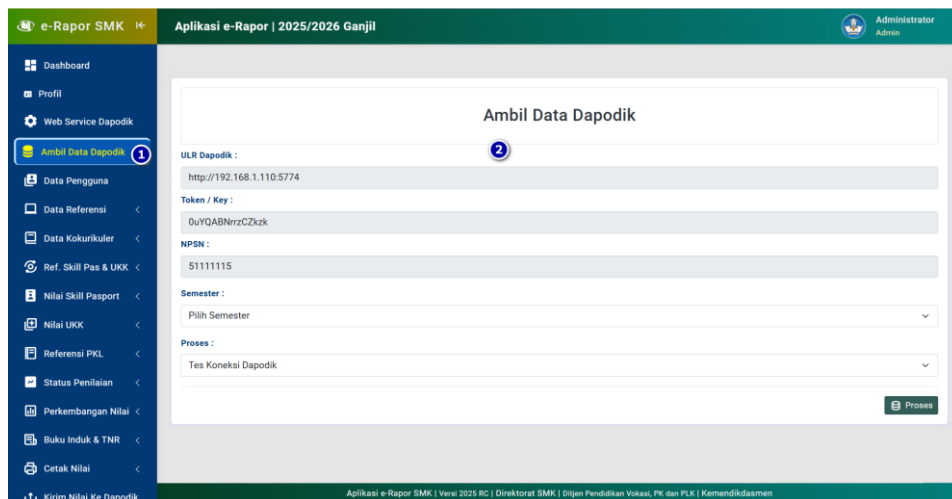 e-Rapor SMK
Aplikasi e-Rapor | 2025/2026 Ganjil
Administrator
Admin
Dashboard
Profil
Web Service Dapodik
Ambil Data Dapodik
1
Data Pengguna
Data Referensi
Data Kokurikuler
Ref. Skill Pas & UKK
Nilai Skill Pasport
Nilai UKK
Referensi PKL
Status Penilaian
Perkembangan Nilai
Buku Induk & TNR
Cetak Nilai
Kirim Nilai Ke Dapodik
Ambil Data Dapodik
2
ULR Dapodik :
http://192.168.1.110:5774
Token / Key :
0uYQABNrrzCZkzk
NPSN :
51111115
Semester :
Pilih Semester
Proses :
Tes Koneksi Dapodik
Proses
Aplikasi e-Rapor SMK | Versi 2025 RC | Direktorat SMK | Ditjen Pendidikan Vokasi, PK dan PLK | Kemendikdasmen